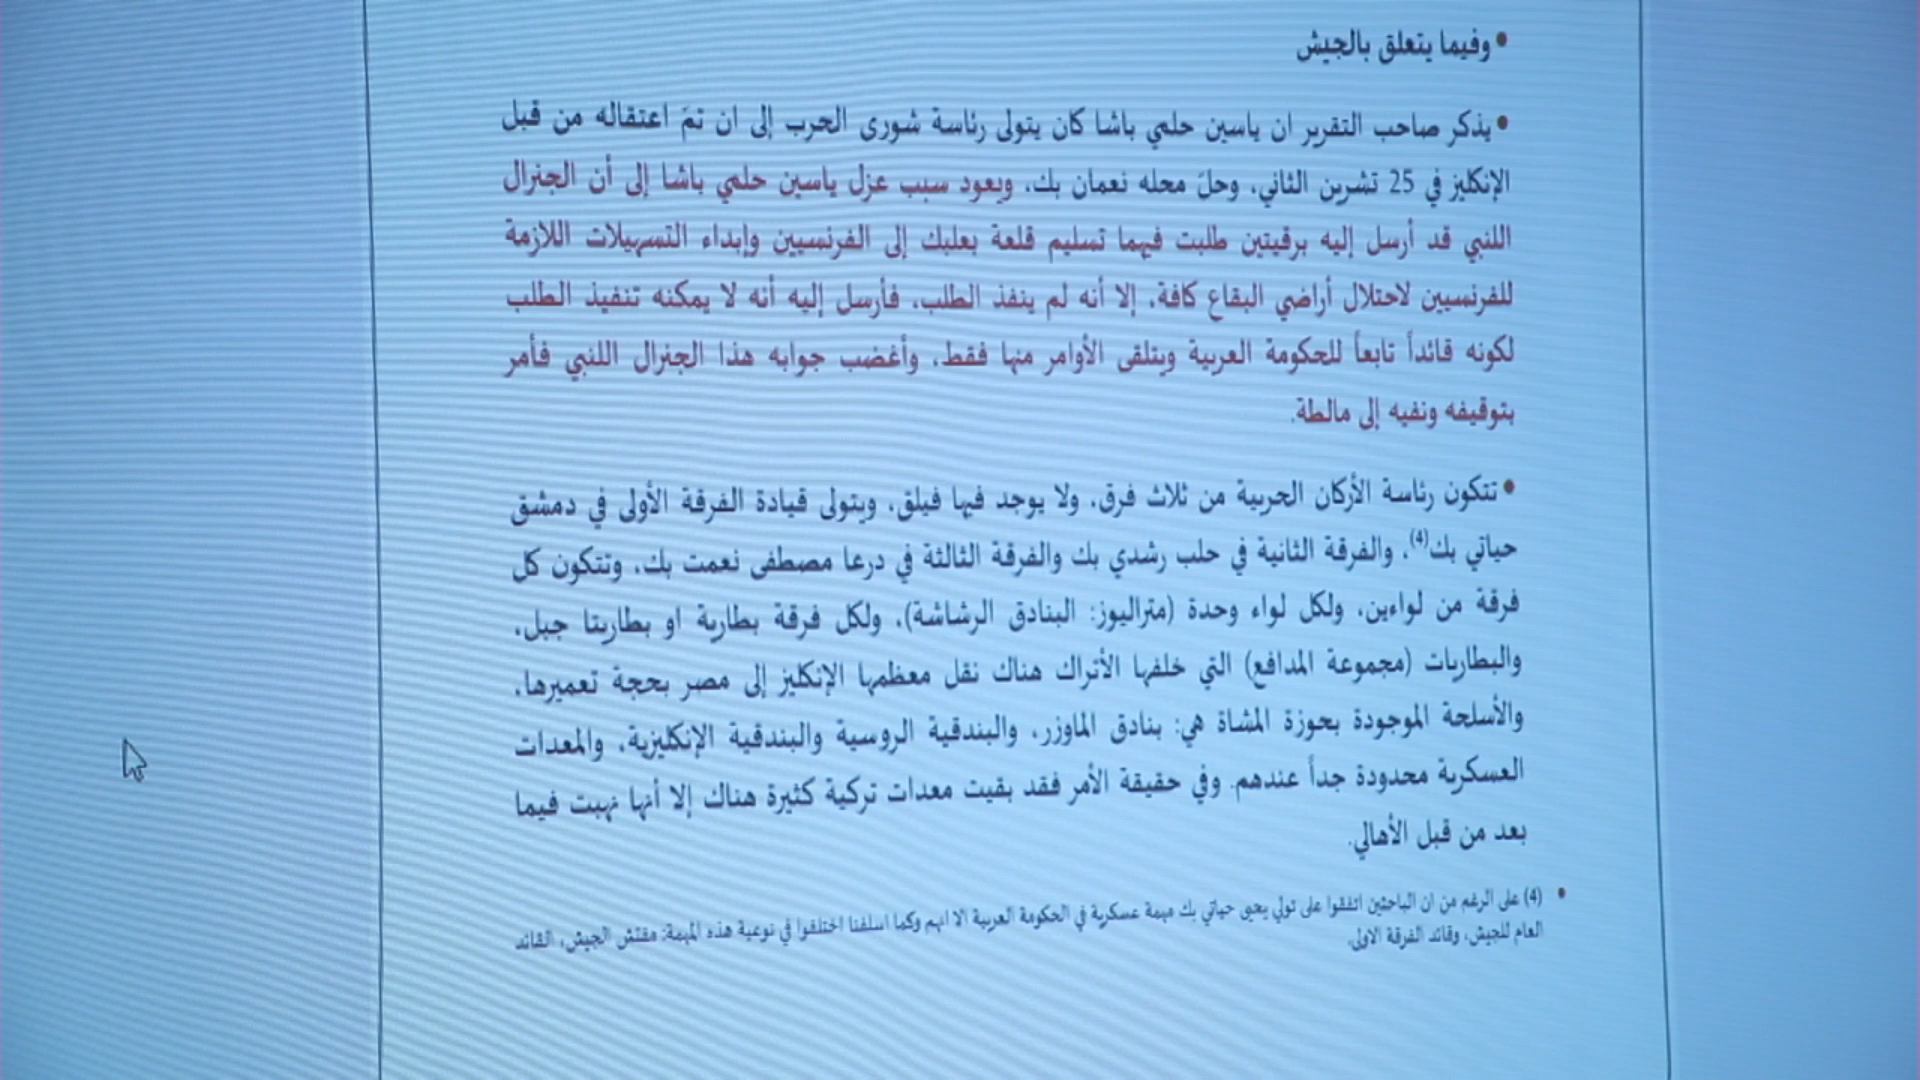 • وفيما يتعلق بالجيش
• يذكر صاحب التقرير ان ياسين حلمي باشا كان يتولى رئاسة شورى الحرب إلى ان تمّ اعتقاله من قبل
الإنكليز في 25 تشرين الثاني، وحلّ محله نعمان بك، ويعود سبب عزل ياسين حلمي باشا إلى أن الجنرال
اللنبي قد أرسل إليه برقيتين طلبت فيهما تسليم قلعة بعلبك إلى الفرنسيين وإبداء التسهيلات اللازمة
للفرنسيين لاحتلال أراضي البقاع كافة، إلا أنه لم ينفذ الطلب، فأرسل إليه أنه لا يمكنه تنفيذ الطلب
لكونه قائداً تابعاً للحكومة العربية ويتلقى الأوامر منها فقط، وأغضب جوابه هذا الجنرال اللنبي فأمر
بتوقيفه ونفيه إلى مالطة.
• تتكون رئاسة الأركان الحربية من ثلاث فرق، ولا يوجد فيها فيلق، ويتولى قيادة الفرقة الأولى في دمشق
حياتي بك(4)، والفرقة الثانية في حلب رشدي بك والفرقة الثالثة في درعا مصطفى نعمت بك، وتتكون كل
فرقة من لواءين، ولكل لواء وحدة (متراليوز: البنادق الرشاشة)، ولكل فرقة بطارية او بطاريتا جبل،
والبطاريات (مجموعة المدافع) التي خلفها الأتراك هناك نقل معظمها الإنكليز إلى مصر بحجة تعميرها،
والأسلحة الموجودة بحوزة المشاة هي: بنادق الماوزر، والبندقية الروسية والبندقية الإنكليزية، والمعدات
العسكرية محدودة جداً عندهم. وفي حقيقة الأمر فقد بقيت معدات تركية كثيرة هناك إلا أنها نهبت فيما
بعد من قبل الأهالي.
• (4) على الرغم من ان الباحثين اتفقوا على تولي يحيى حياتي بك مهمة عسكرية في الحكومة العربية الا انهم وكما اسلفنا اختلفوا في نوعية هذه المهمة: مفتش الجيش، القائد
العام للجيش، وقائد الفرقة الاولى.